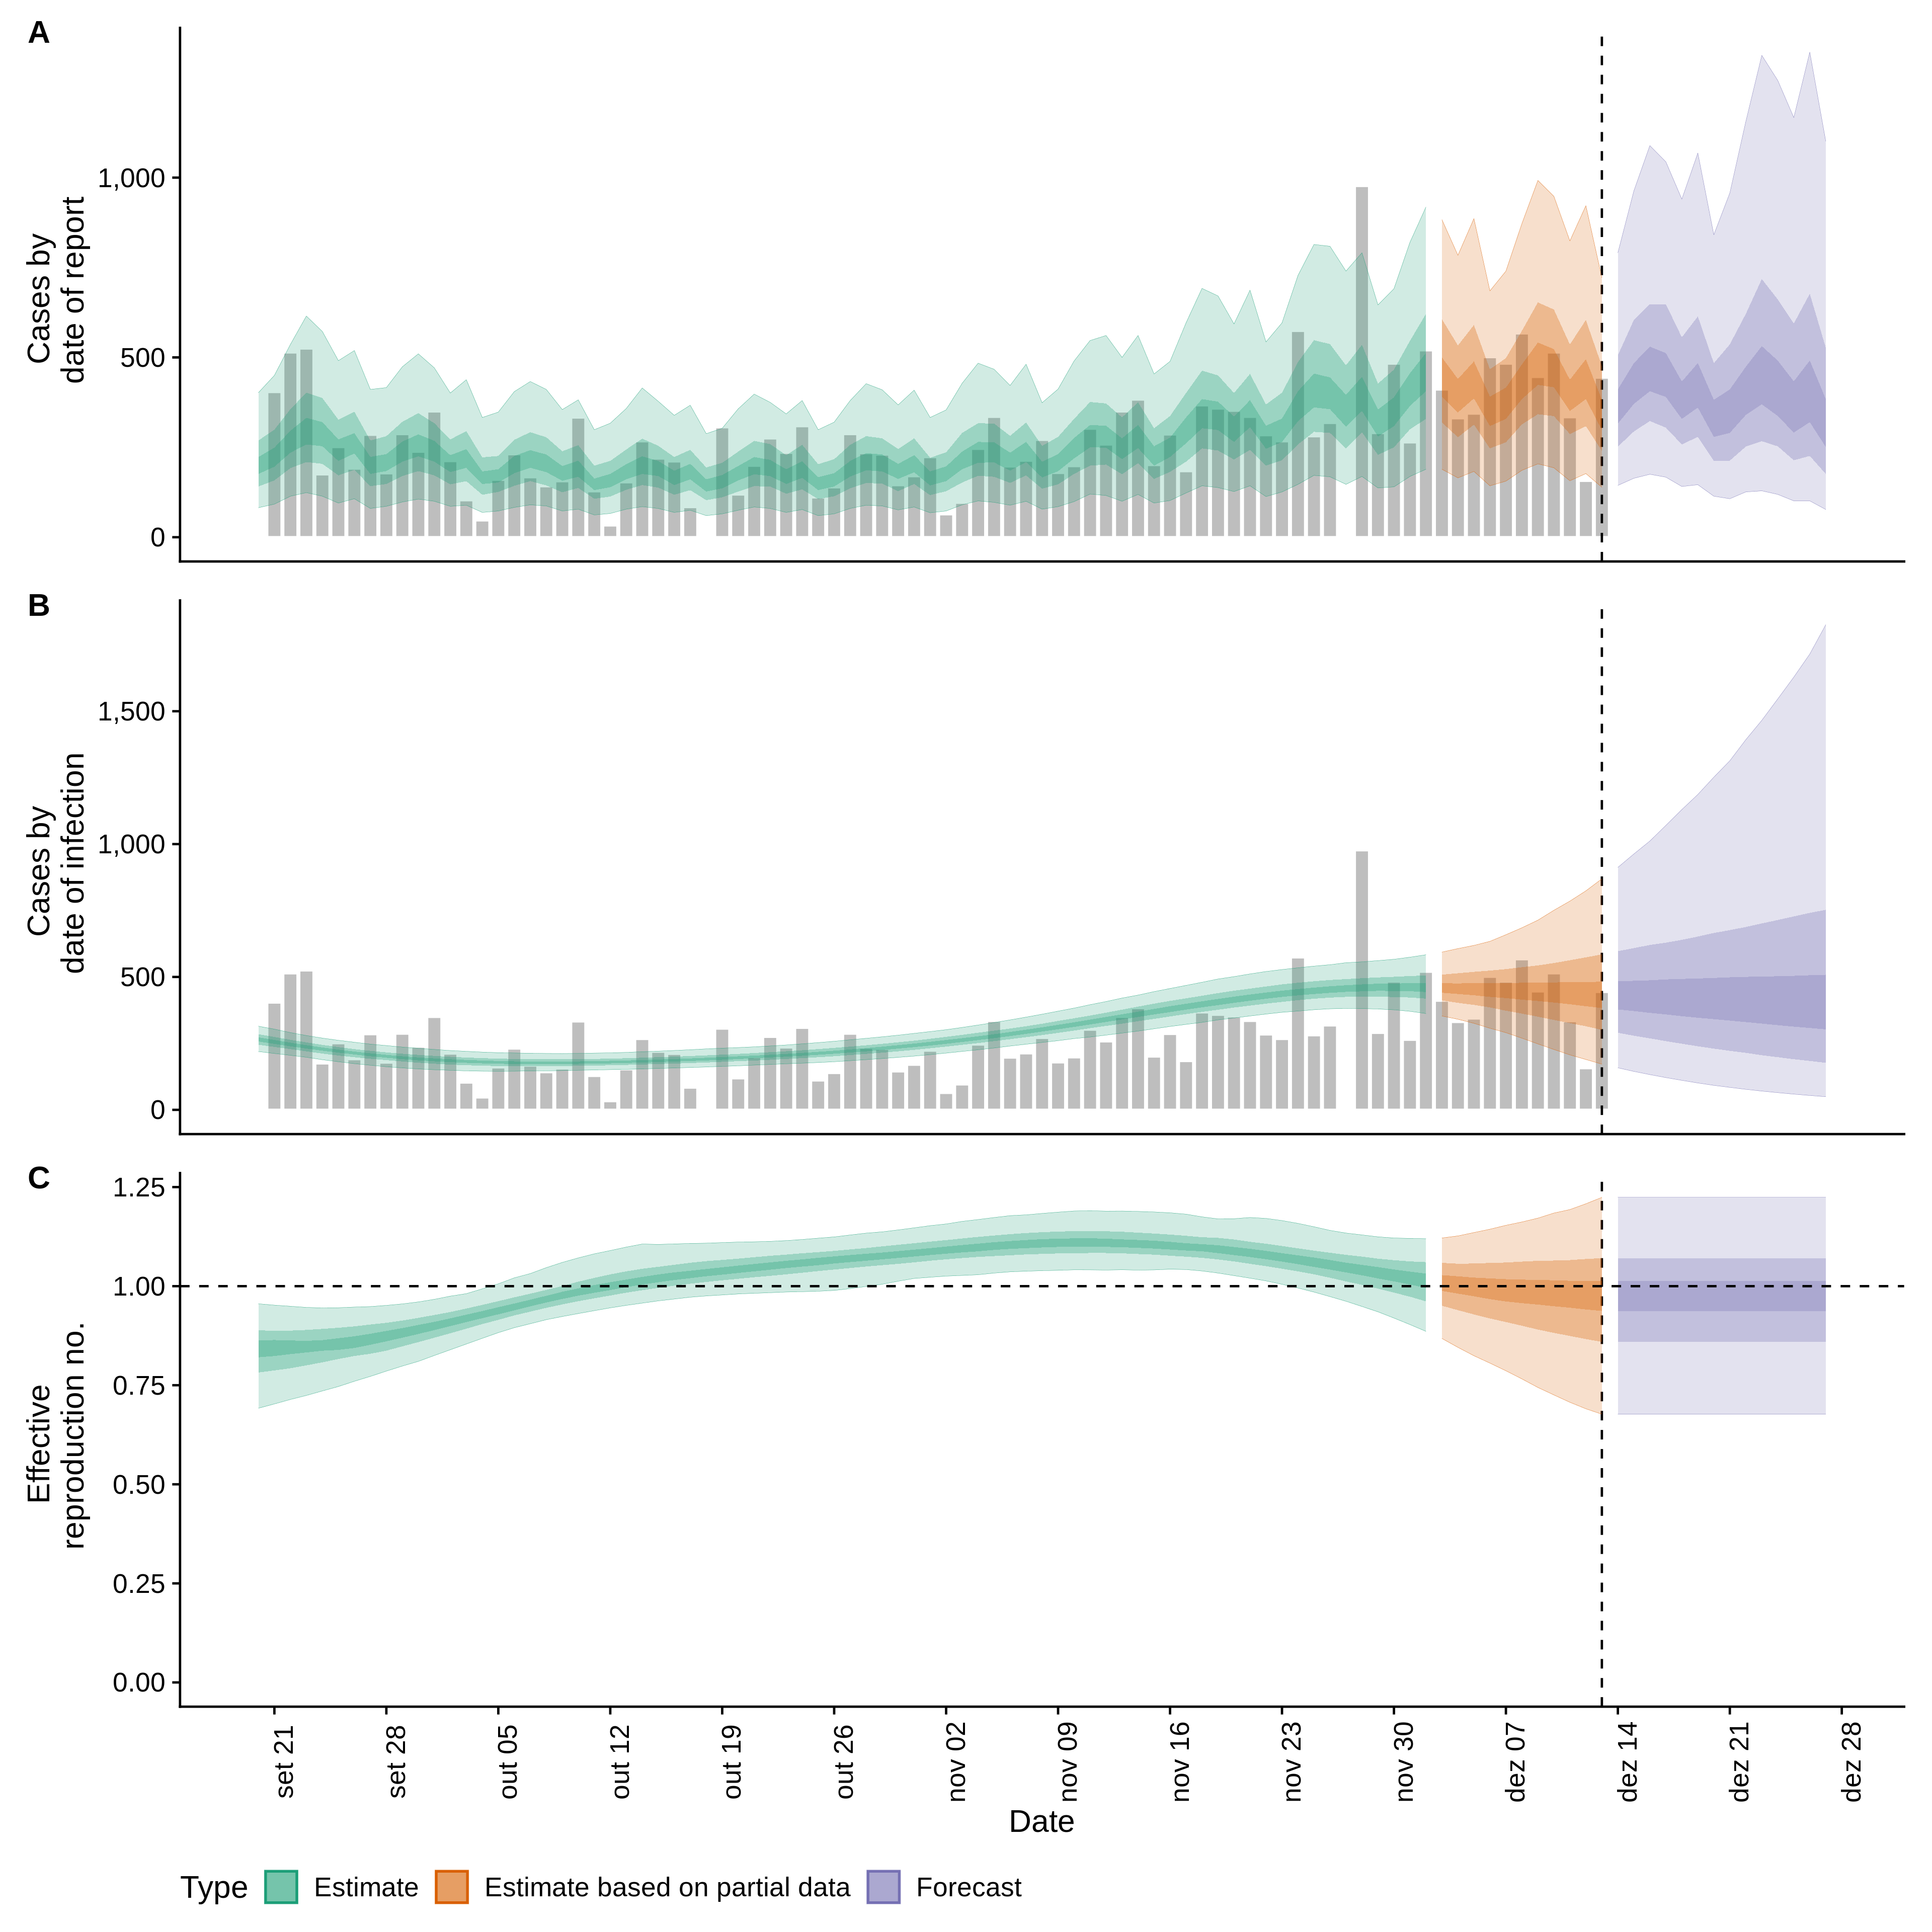 A
Cases by
date of report
1,000
500
0
B
Cases by
date of infection
1,500
1,000
500
0
C
Effective
reproduction no.
1.25
1.00
0.75
0.50
0.25
0.00
set 21
set 28
out 05
out 12
out 19
out 26
nov 02
nov 09
nov 16
nov 23
nov 30
dez 07
dez 14
dez 21
dez 28
Date
Type Estimate Estimate based on partial data Forecast